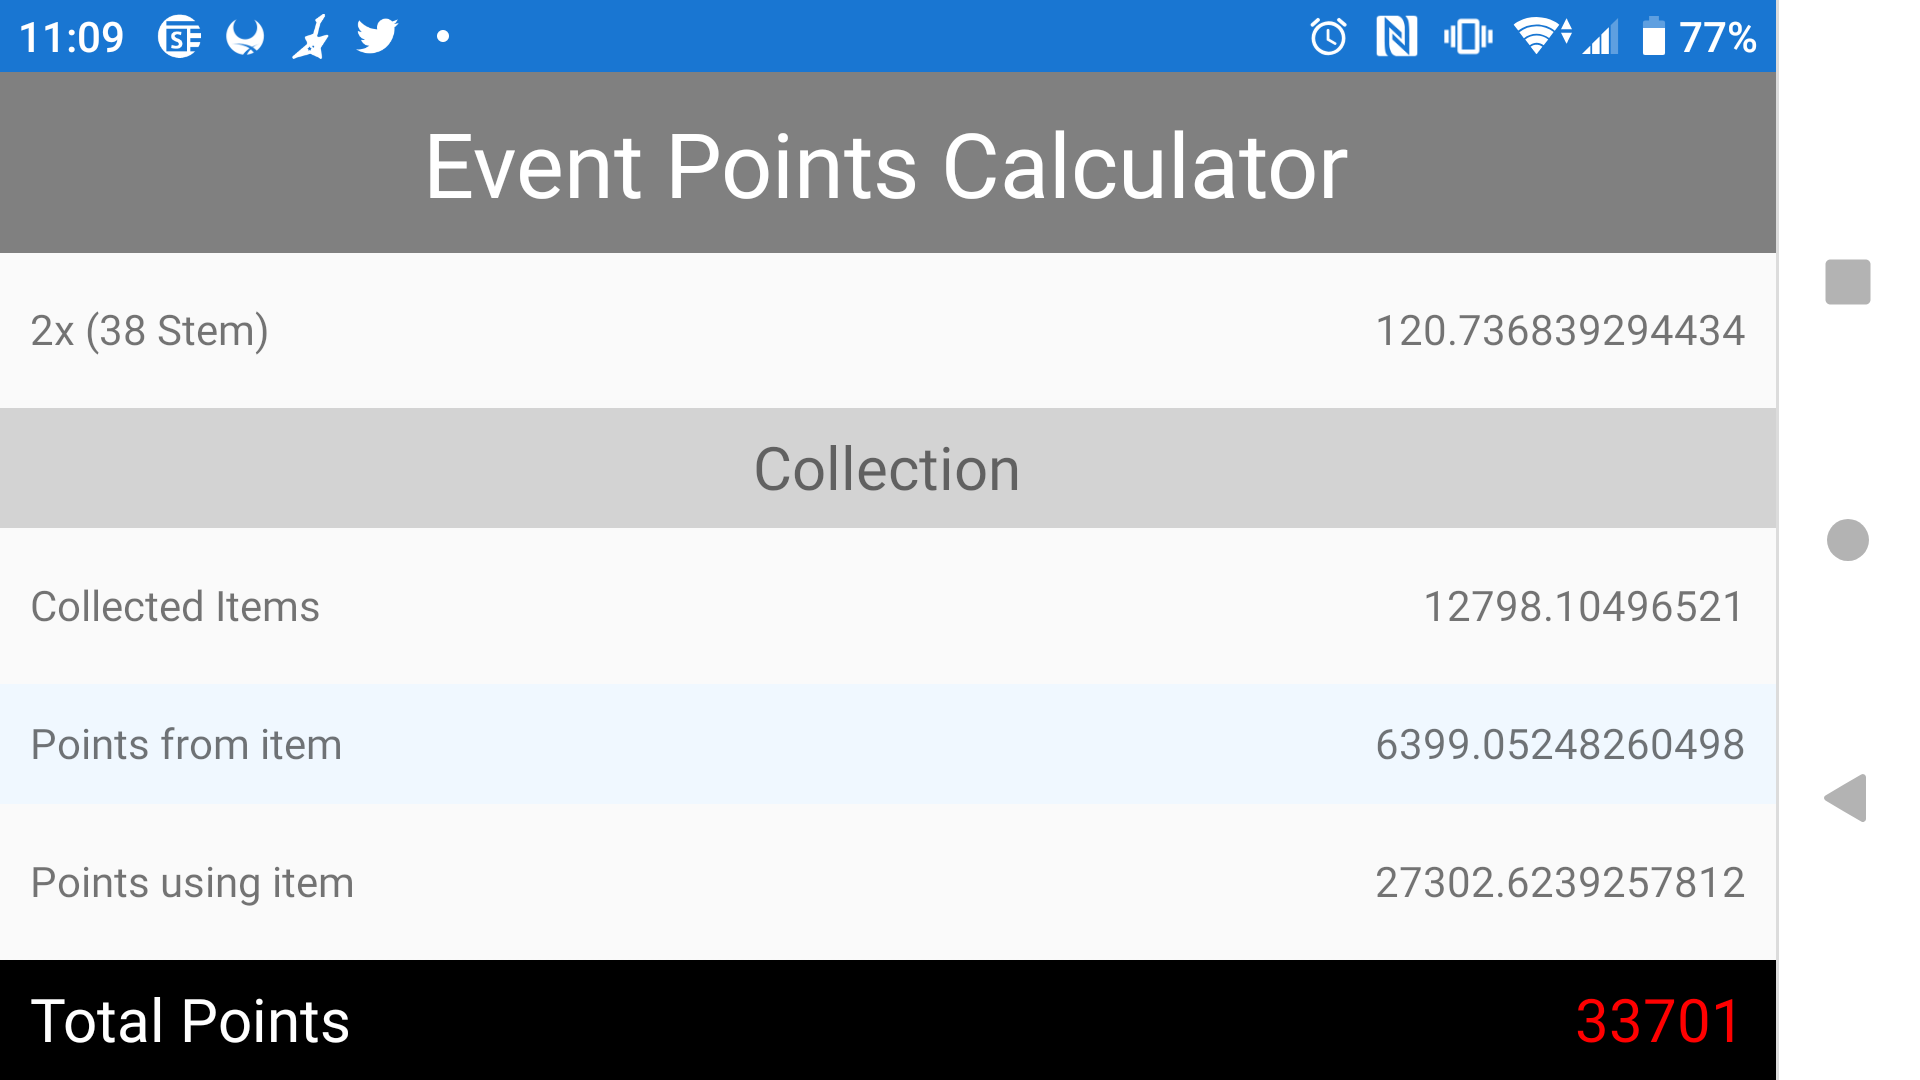 11:09 77%
Event Points Calculator
2x (38 Stem) 120.736839294434
Collection
Collected Items 12798.10496521
Points from item 6399.05248260498
Points using item 27302.6239257812
Total Points 33701